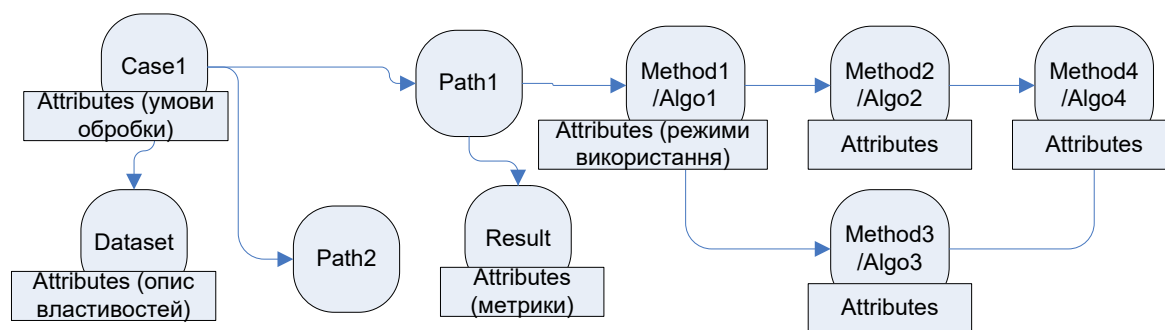 Case1
Attributes (умови
обробки)
Path1
Method1
/Algo1
Attributes (режими
використання)
Method2
/Algo2
Attributes
Method4
/Algo4
Attributes
Dataset
Attributes (опис
властивостей)
Path2
Result
Attributes
(метрики)
Method3
/Algo3
Attributes